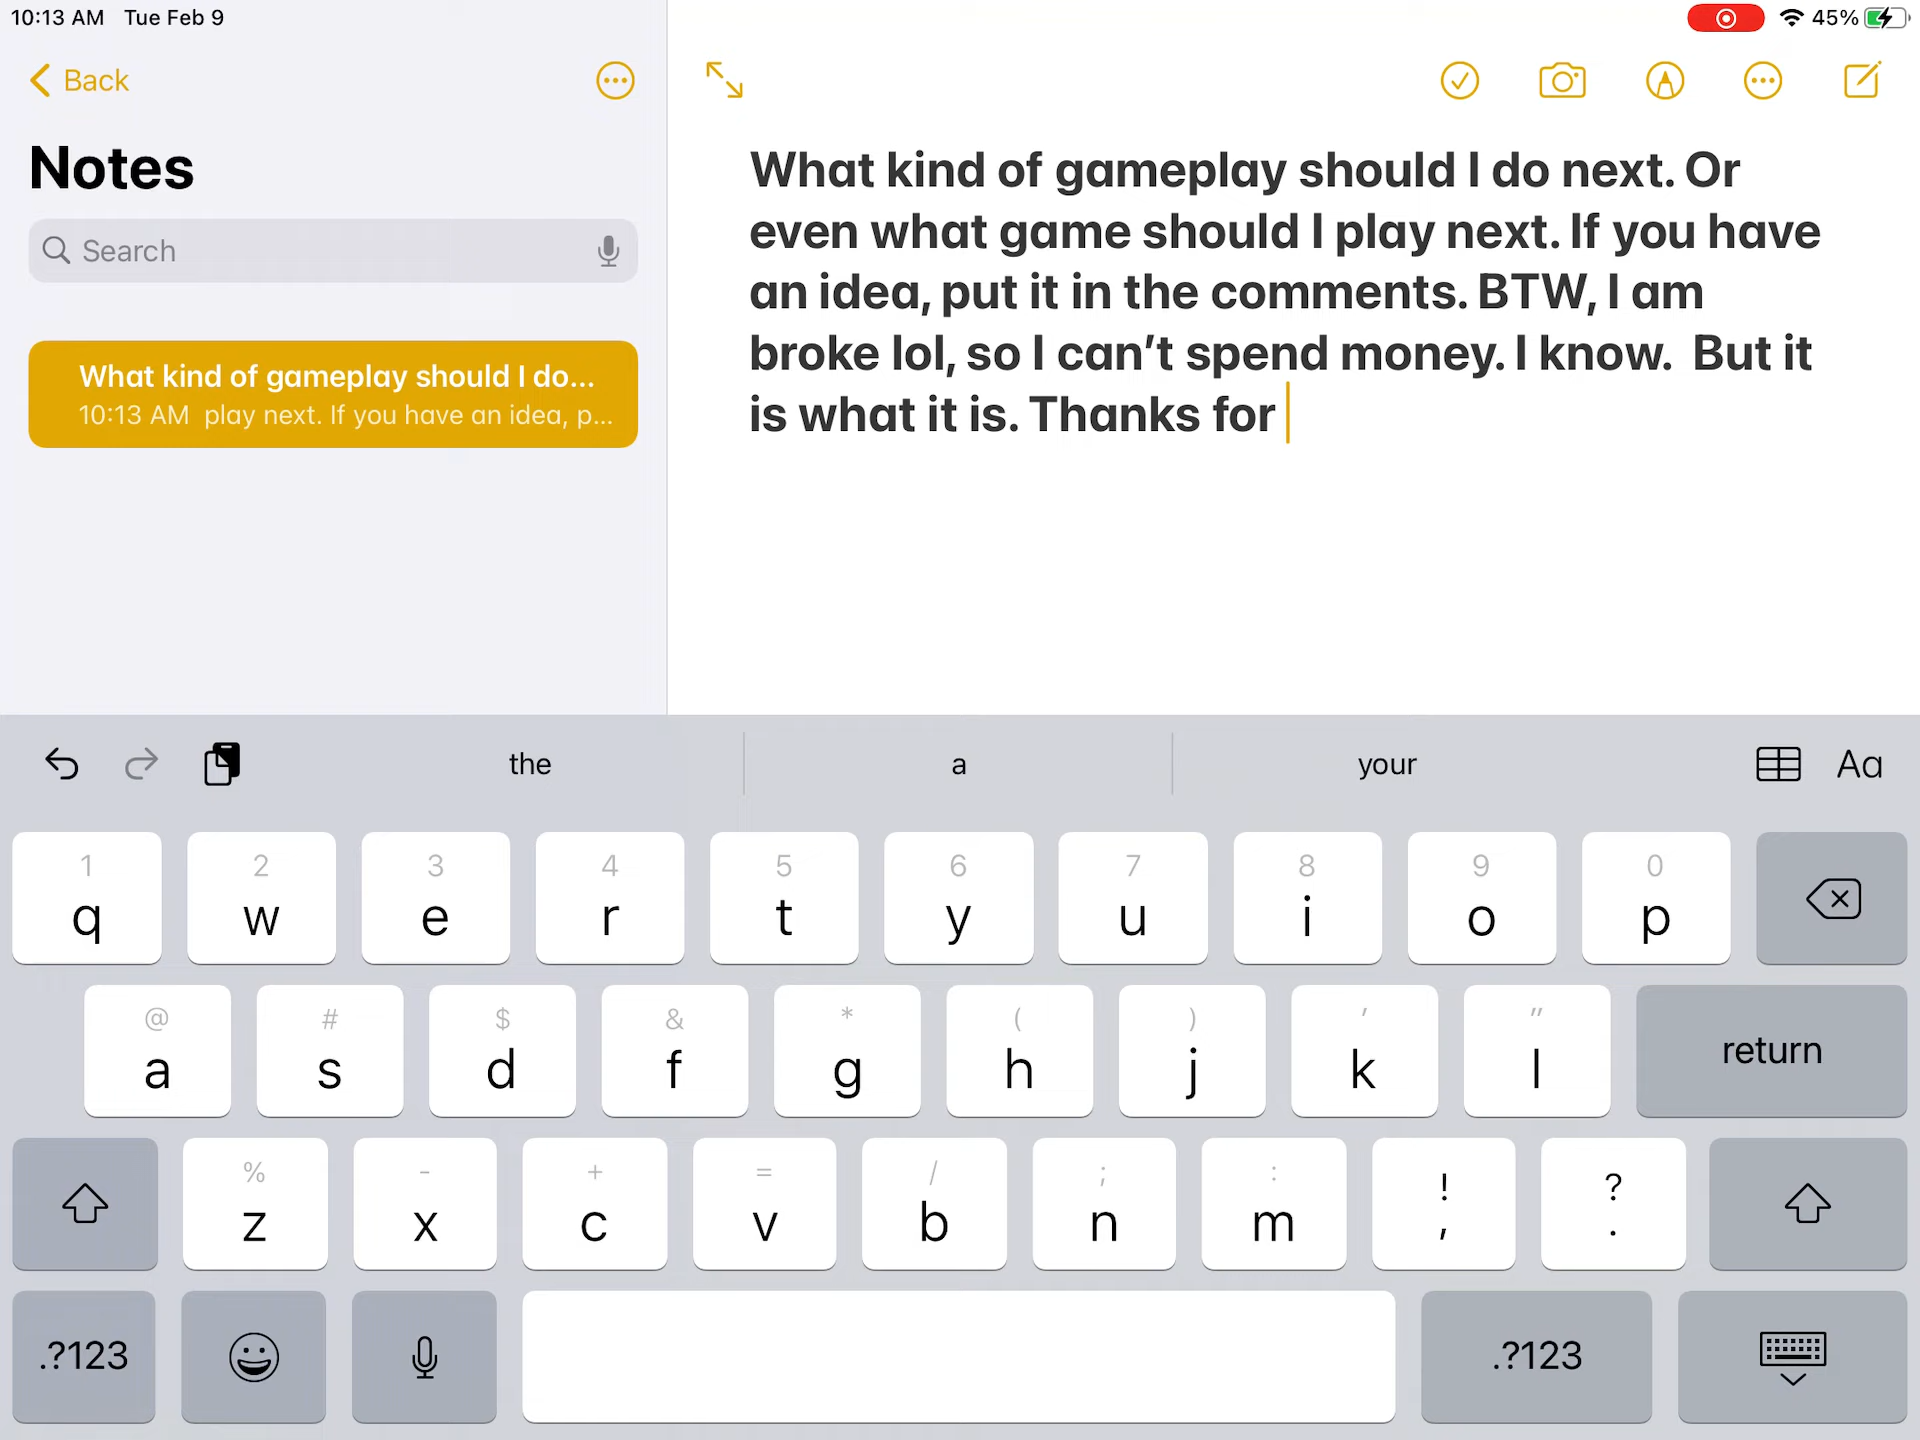 10:13 AM Tue Feb 9
45%
Back
Notes
Search
What kind of gameplay should I do...
10:13 AM play next. If you have an idea, p...
What kind of gameplay should I do next. Or
even what game should I play next. If you have
an idea, put it in the comments. BTW, I am
broke lol, so I can’t spend money. I know.  But it
is what it is. Thanks for
the a your
Aa
1 2 3 4 5 6 7 8 9 0
q w e r t y u i o p
@ # $ & * ( ) ' "
a s d f g h j k l return
% - + = / ; : ! ?
z x c v b n m , .
.?123 .?123